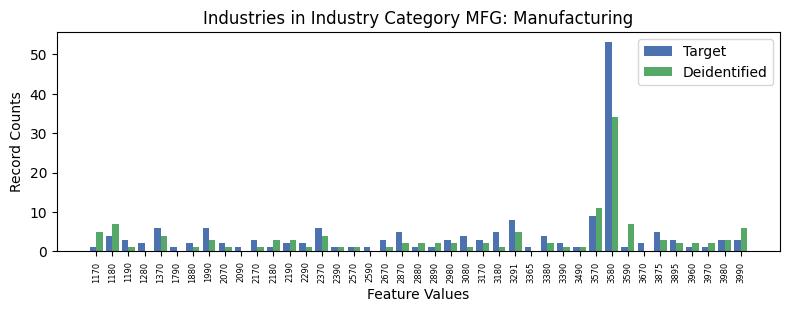 Industries in Industry Category MFG: Manufacturing
Target
Deidentified
Record Counts
50
40
30
20
10
0
1170 1180 1190 1280 1370 1790 1880 1990 2070 2090 2170 2180 2190 2290 2370 2390 2570 2590 2670 2870 2880 2890 2980 3080 3170 3180 3291 3365 3380 3390 3490 3570 3580 3590 3670 3875 3895 3960 3970 3980 3990
Feature Values